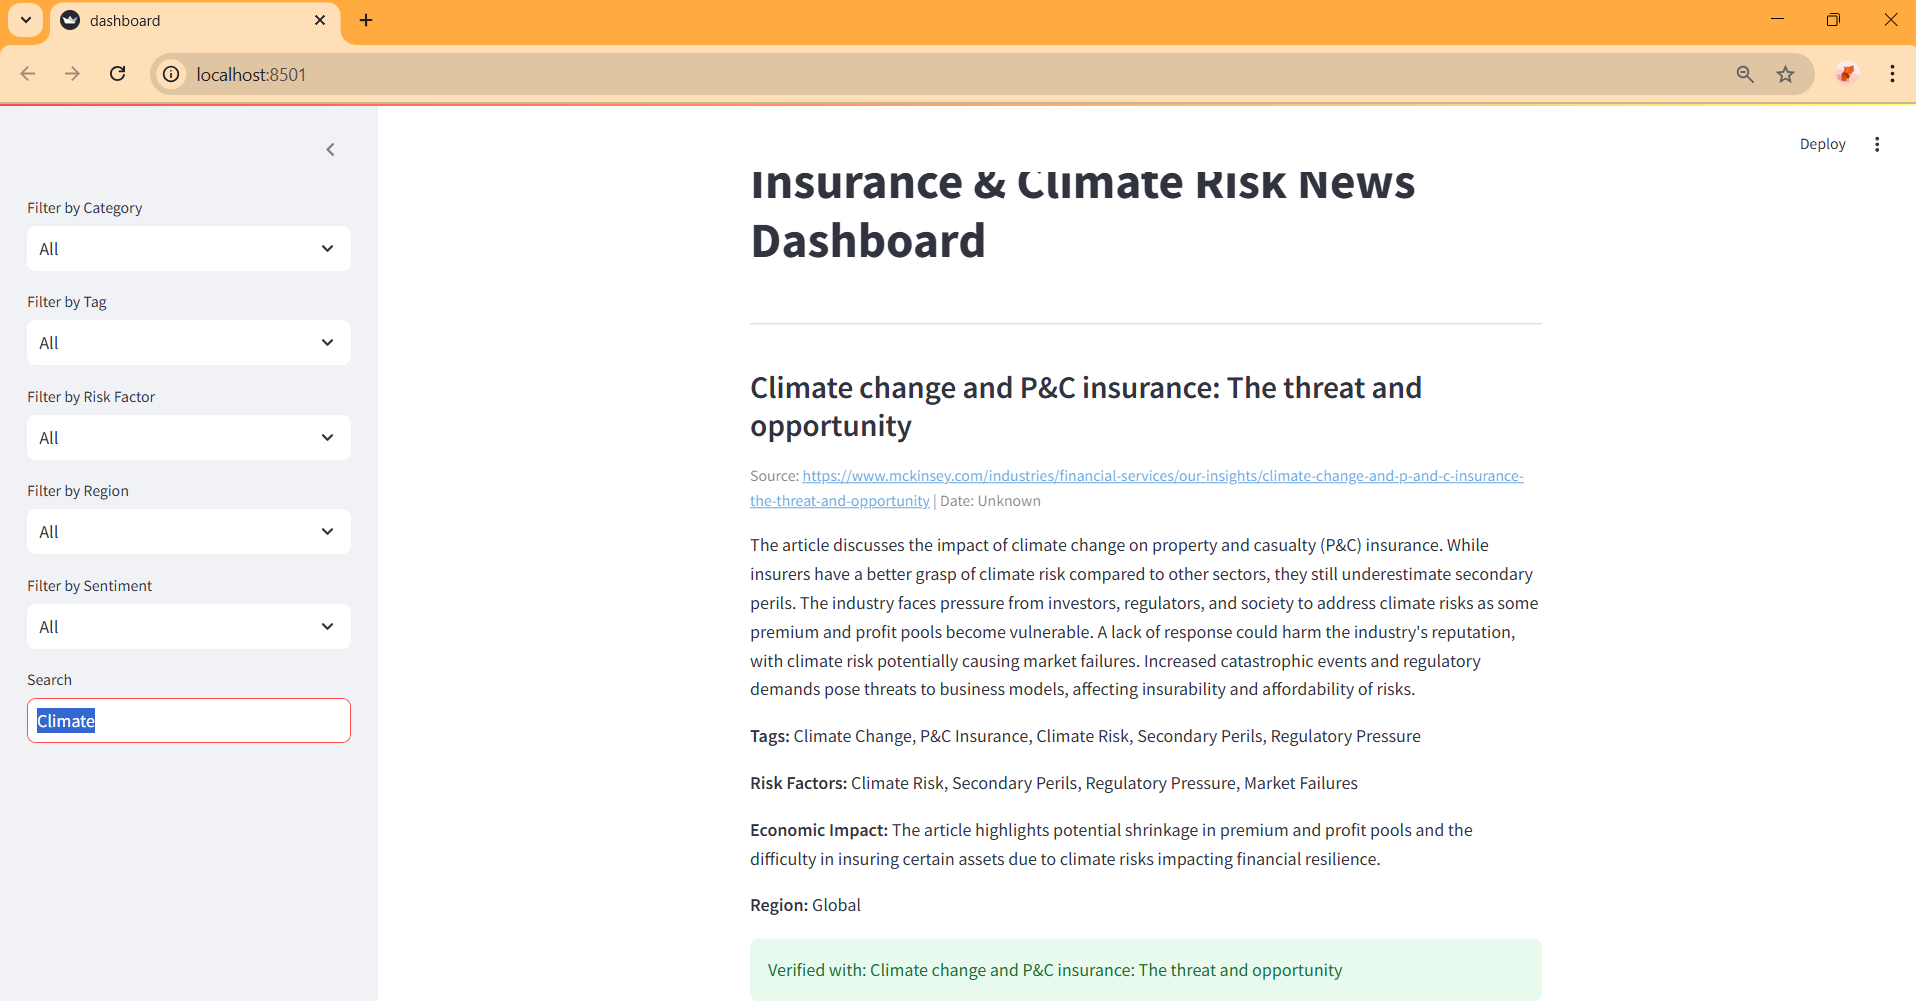 dashboard
localhost:8501
Deploy
Filter by Category
All
Filter by Tag
All
Filter by Risk Factor
All
Filter by Region
All
Filter by Sentiment
All
Search
Climate
Insurance & Climate Risk News
Dashboard
Climate change and P&C insurance: The threat and
opportunity
Source: https://www.mckinsey.com/industries/financial-services/our-insights/climate-change-and-p-and-c-insurance-
the-threat-and-opportunity | Date: Unknown
The article discusses the impact of climate change on property and casualty (P&C) insurance. While
insurers have a better grasp of climate risk compared to other sectors, they still underestimate secondary
perils. The industry faces pressure from investors, regulators, and society to address climate risks as some
premium and profit pools become vulnerable. A lack of response could harm the industry's reputation,
with climate risk potentially causing market failures. Increased catastrophic events and regulatory
demands pose threats to business models, affecting insurability and affordability of risks.
Tags: Climate Change, P&C Insurance, Climate Risk, Secondary Perils, Regulatory Pressure
Risk Factors: Climate Risk, Secondary Perils, Regulatory Pressure, Market Failures
Economic Impact: The article highlights potential shrinkage in premium and profit pools and the
difficulty in insuring certain assets due to climate risks impacting financial resilience.
Region: Global
Verified with: Climate change and P&C insurance: The threat and opportunity